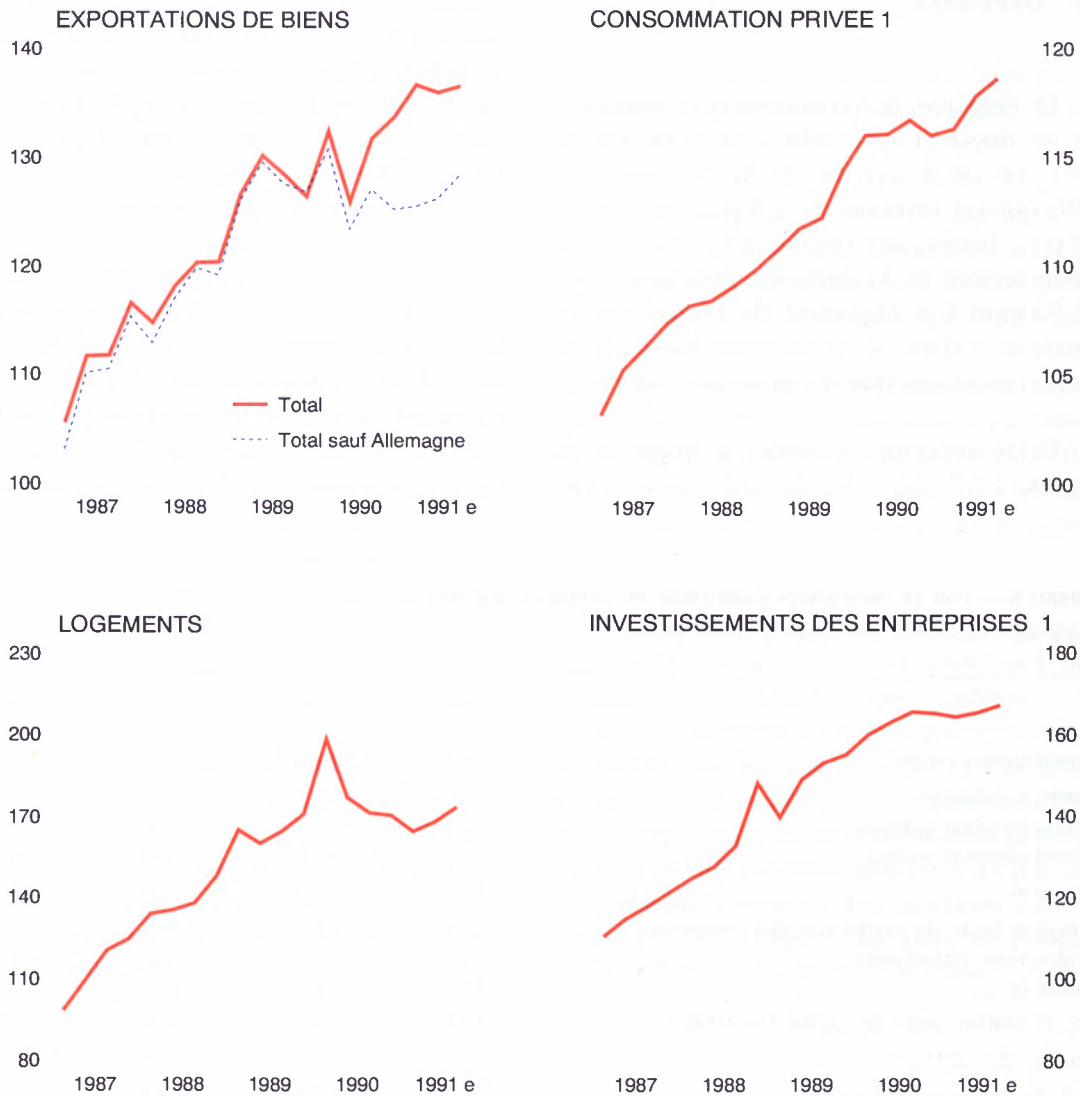 EXPORTATIONS DE BIENS
140
130
120
110
100
Total
Total sauf Allemagne
1987 1988 1989 1990 1991 e
CONSOMMATION PRIVEE 1
120
115
110
105
100
1987 1988 1989 1990 1991 e
LOGEMENTS
230
200
170
140
110
80
1987 1988 1989 1990 1991 e
INVESTISSEMENTS DES ENTREPRISES 1
180
160
140
120
100
80
1987 1988 1989 1990 1991 e